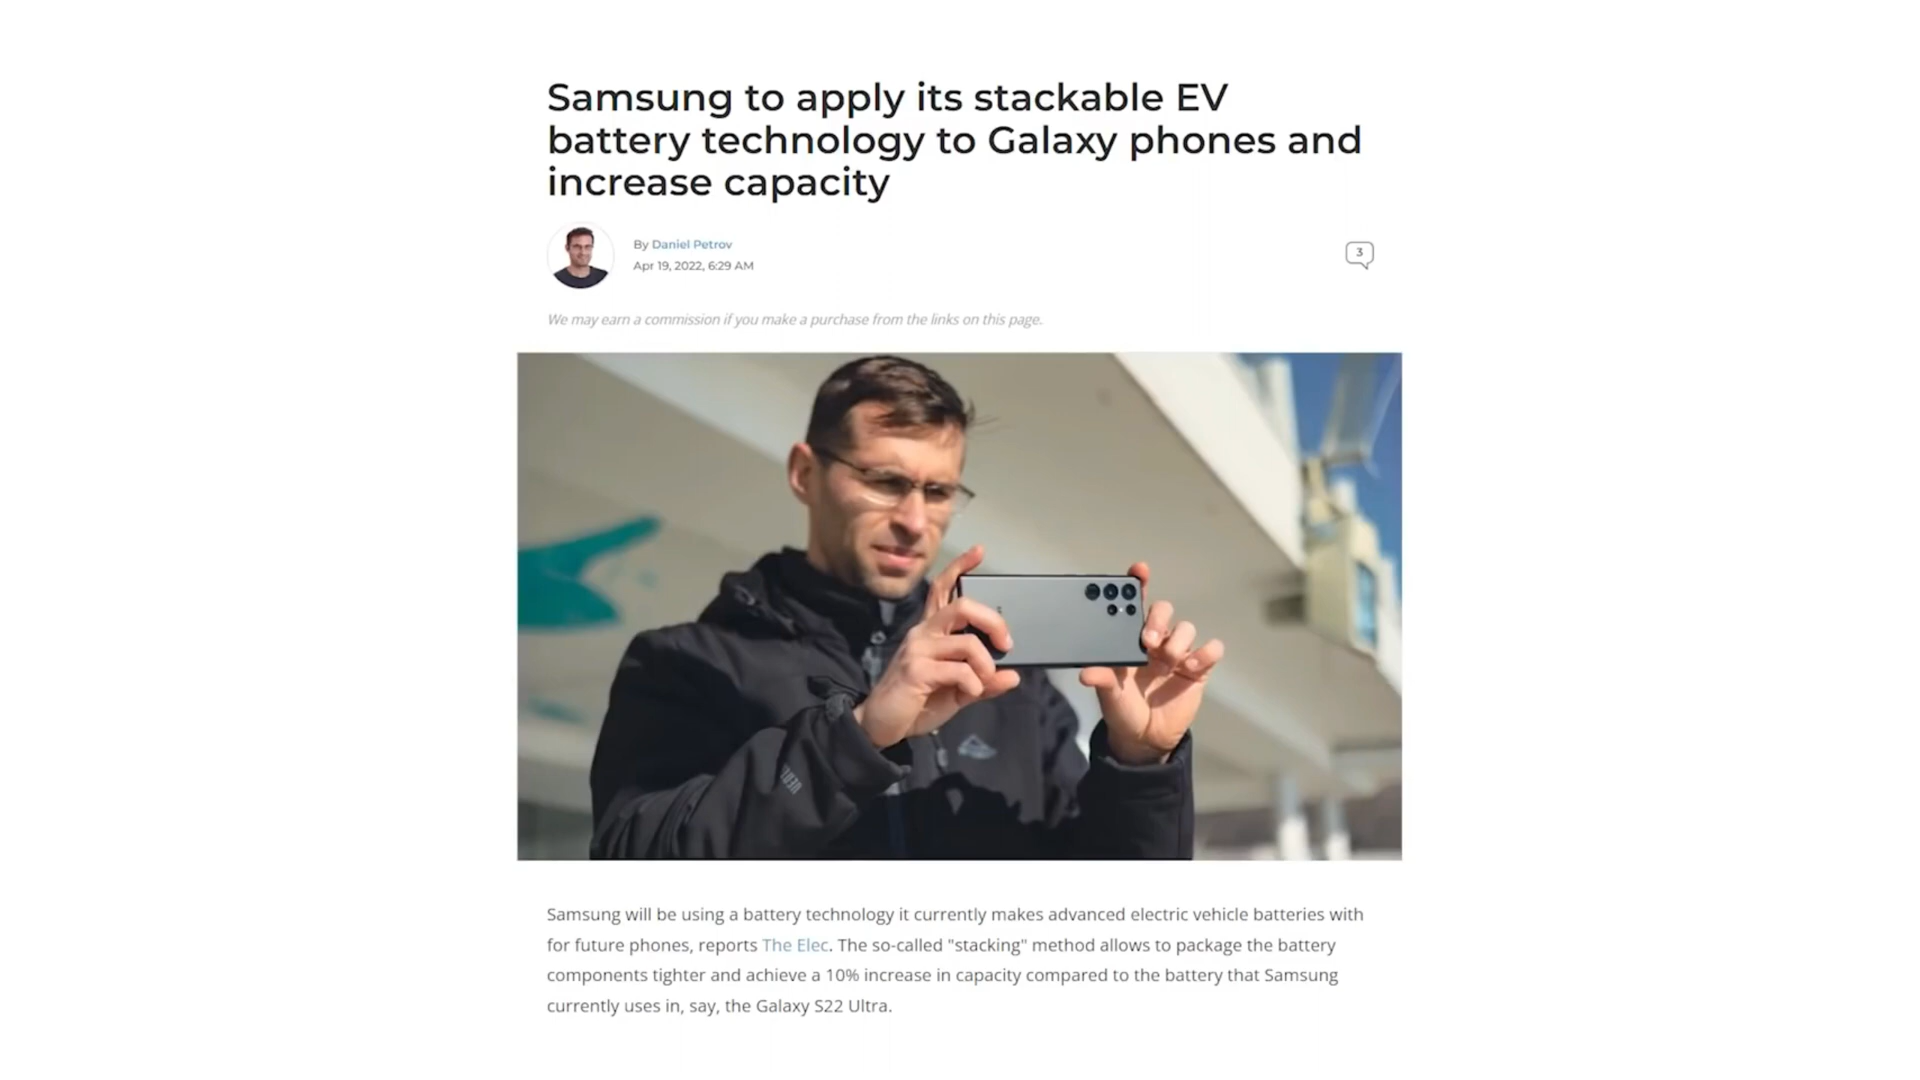 Samsung to apply its stackable EV
battery technology to Galaxy phones and
increase capacity
By Daniel Petrov
Apr 19, 2022, 6:29 AM
3
We may earn a commission if you make a purchase from the links on this page.
Samsung will be using a battery technology it currently makes advanced electric vehicle batteries with
for future phones, reports The Elec. The so-called "stacking" method allows to package the battery
components tighter and achieve a 10% increase in capacity compared to the battery that Samsung
currently uses in, say, the Galaxy S22 Ultra.